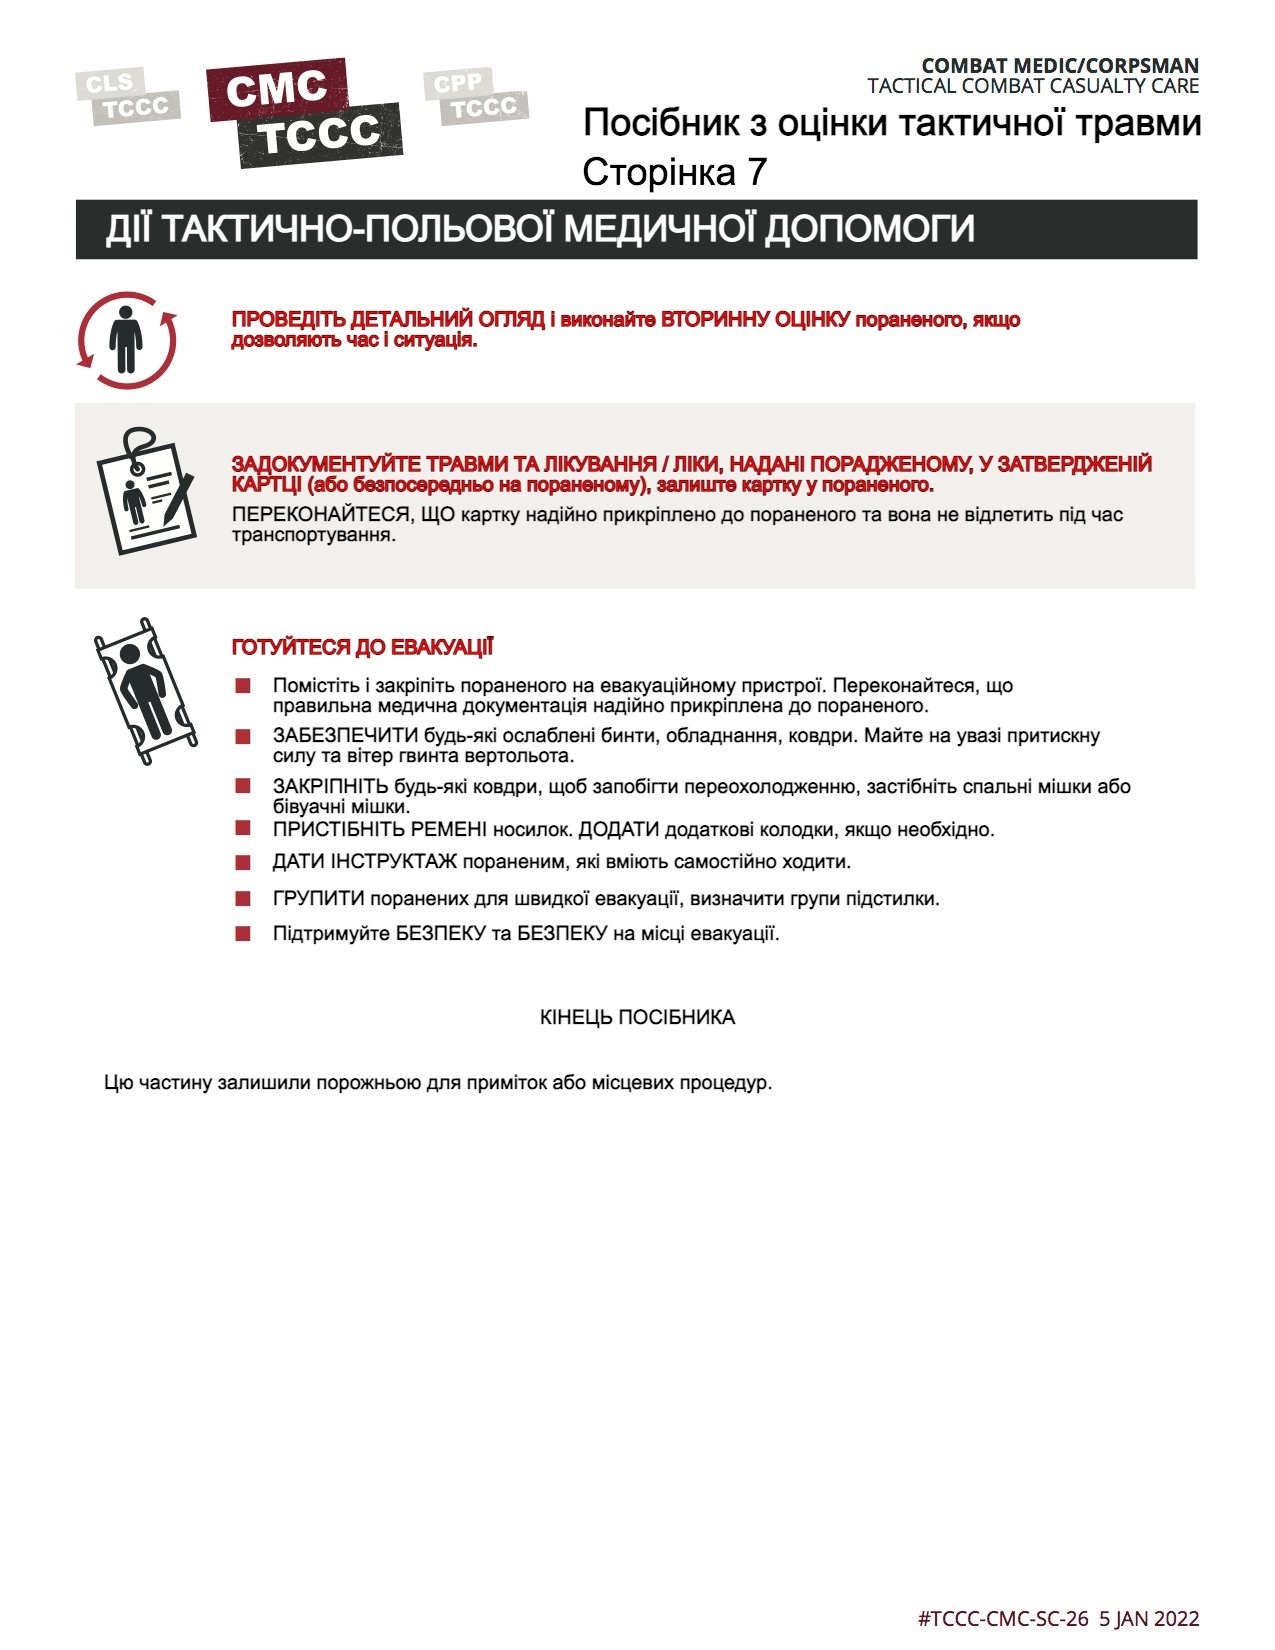 CLS
TCCC
CMC
TCCC
CPP
TCCC
COMBAT MEDIC/CORPSMAN
TACTICAL COMBAT CASUALTY CARE
Посібник з оцінки тактичної травми
Сторінка 7
ДІЇ ТАКТИЧНО-ПОЛЬОВОЇ МЕДИЧНОЇ ДОПОМОГИ
ПРОВЕДІТЬ ДЕТАЛЬНИЙ ОГЛЯД і виконайте ВТОРИННУ ОЦІНКУ пораненого, якщо
дозволяють час і ситуація.
ЗАДОКУМЕНТУЙТЕ ТРАВМИ ТА ЛІКУВАННЯ / ЛІКИ, НАДАНІ ПОРАДЖЕНОМУ, У ЗАТВЕРДЖЕНІЙ
КАРТЦІ (або безпосередньо на пораненому), залиште картку у пораненого.
ПЕРЕКОНАЙТЕСЯ, ЩО картку надійно прикріплено до пораненого та вона не відлетить під час
транспортування.
ГОТУЙТЕСЯ ДО ЕВАКУАЦІЇ
Помістіть і закріпіть пораненого на евакуаційному пристрої. Переконайтеся, що
правильна медична документація надійно прикріплена до пораненого.
ЗАБЕЗПЕЧИТИ будь-які ослаблені бинти, обладнання, ковдри. Майте на увазі притискну
силу та вітер гвинта вертольота.
ЗАКРІПНІТЬ будь-які ковдри, щоб запобігти переохолодженню, застібніть спальні мішки або
бівуачні мішки.
ПРИСТІБНІТЬ РЕМЕНІ носилок. ДОДАТИ додаткові колодки, якщо необхідно.
ДАТИ ІНСТРУКТАЖ пораненим, які вміють самостійно ходити.
ГРУПИТИ поранених для швидкої евакуації, визначити групи підстилки.
Підтримуйте БЕЗПЕКУ та БЕЗПЕКУ на місці евакуації.
КІНЕЦЬ ПОСІБНИКА
Цю частину залишили порожньою для приміток або місцевих процедур.
#TCCC-CMC-SC-26 5 JAN 2022